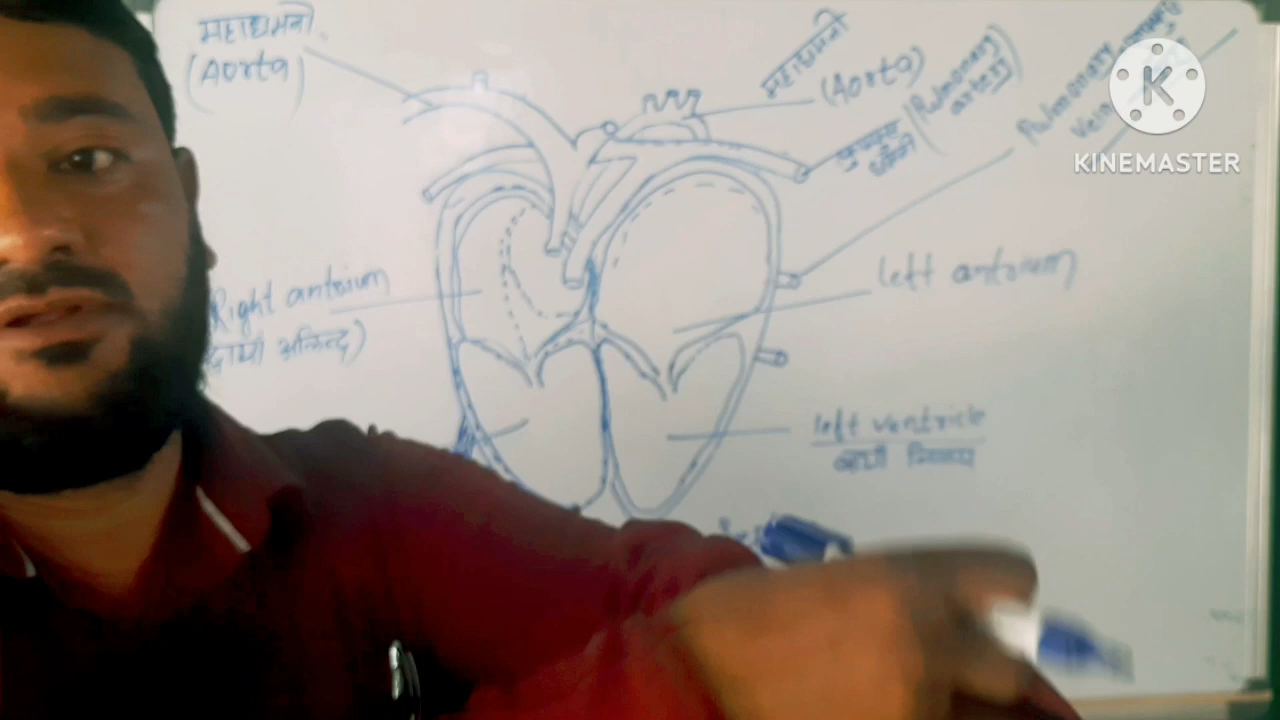 महाधमनी
(Aorta)
महाधमनी
(Aorta)
फुफ्फुस
धमनी
(Pulmonary
artery)
Pulmonary
Vein
KINEMASTER
Right antrium
दायाँ अलिन्द)
left antrium
left ventricle
बायाँ निलय